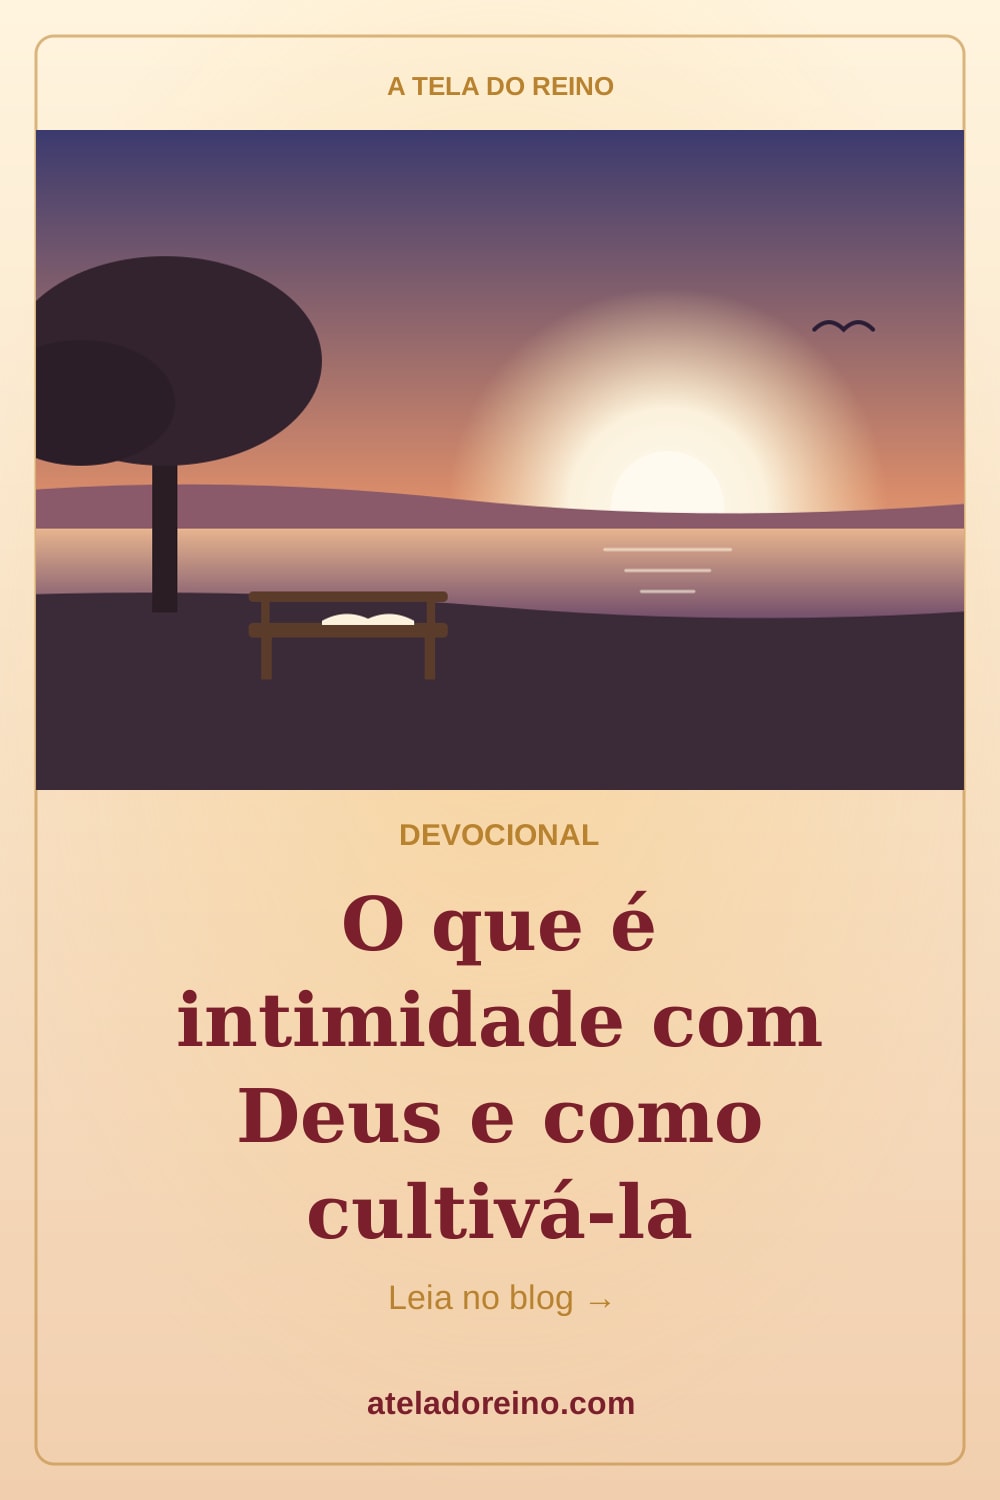 A TELA DO REINO
DEVOCIONAL
O que é
intimidade com
Deus e como
cultivá-la
Leia no blog →
ateladoreino.com